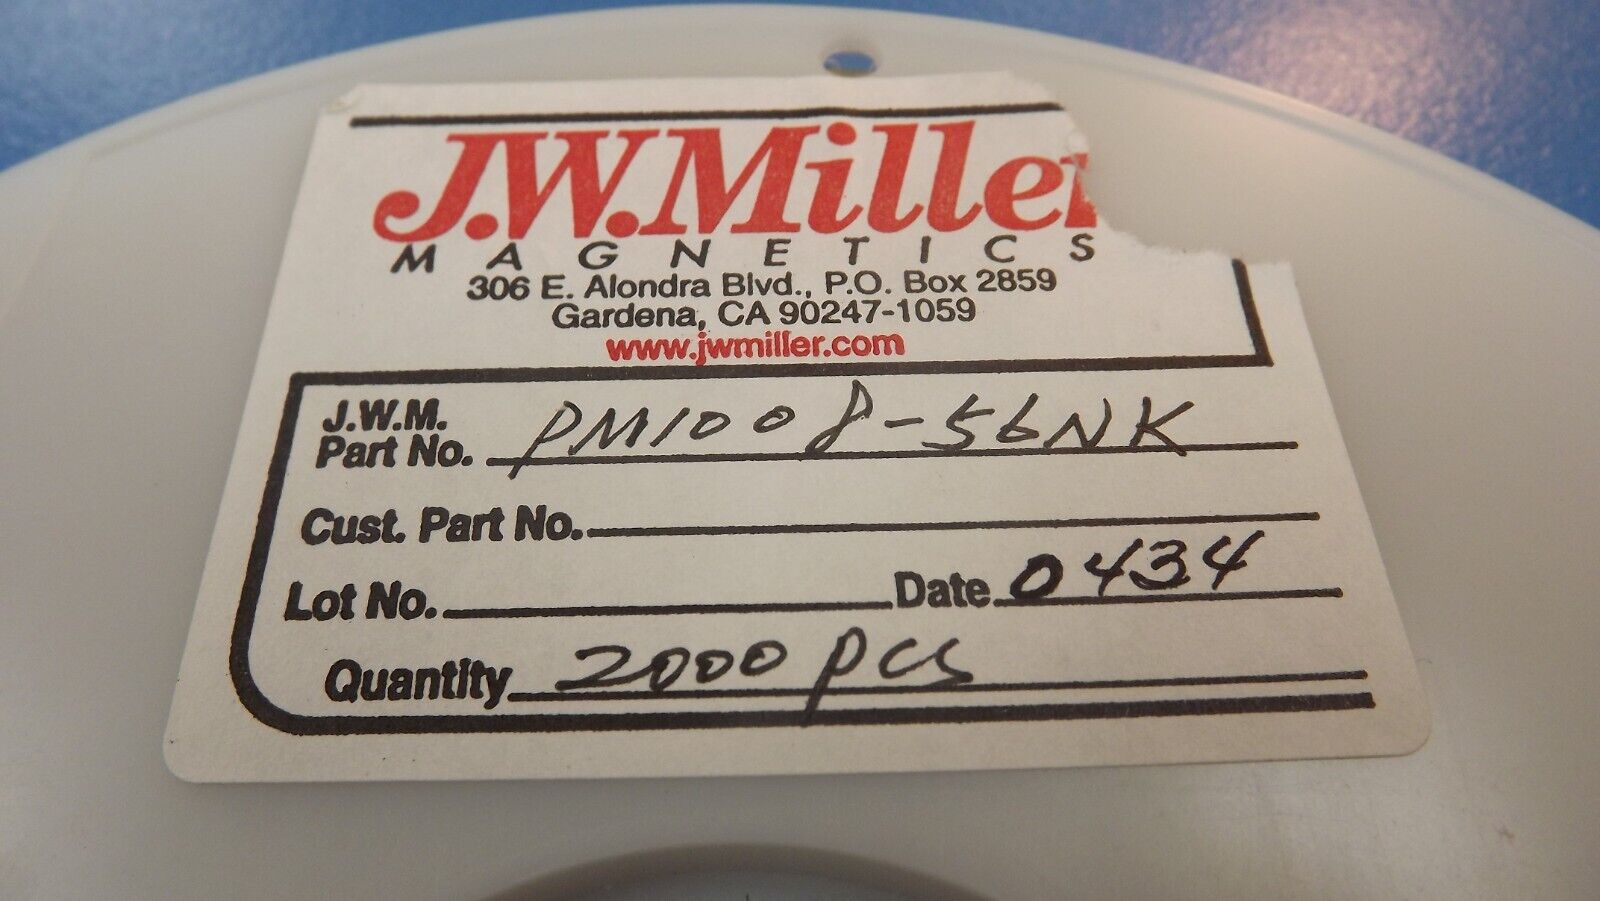 J.W.Miller
MAGNETICS
306 E. Alondra Blvd., P.O. Box 2859
Gardena, CA 90247-1059
www.jwmiller.com
J.W.M.
Part No. PM1008-56NK
Cust. Part No.
Lot No. Date 0434
Quantity 2000 pcs